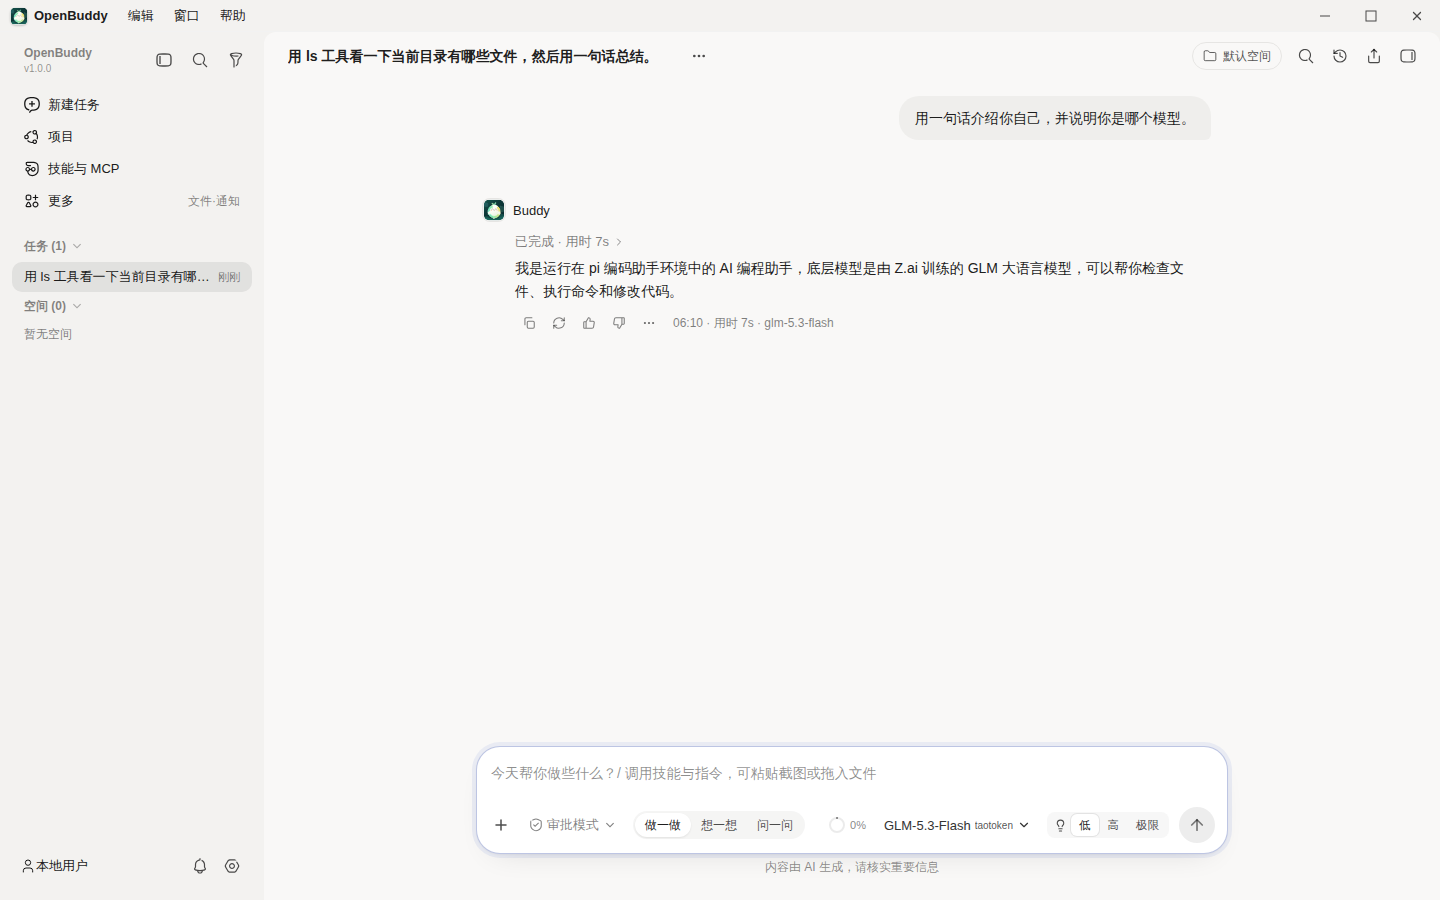 OpenBuddy 编辑 窗口 帮助
OpenBuddy
v1.0.0
新建任务
项目
技能与 MCP
更多 文件·通知
任务 (1)
用 ls 工具看一下当前目录有哪... 刚刚
空间 (0)
暂无空间
本地用户
用 ls 工具看一下当前目录有哪些文件，然后用一句话总结。
默认空间
用一句话介绍你自己，并说明你是哪个模型。
Buddy
已完成 · 用时 7s
我是运行在 pi 编码助手环境中的 AI 编程助手，底层模型是由 Z.ai 训练的 GLM 大语言模型，可以帮你检查文
件、执行命令和修改代码。
06:10 · 用时 7s · glm-5.3-flash
今天帮你做些什么？/ 调用技能与指令，可粘贴截图或拖入文件
审批模式 做一做 想一想 问一问 0% GLM-5.3-Flash taotoken 低 高 极限
内容由 AI 生成，请核实重要信息